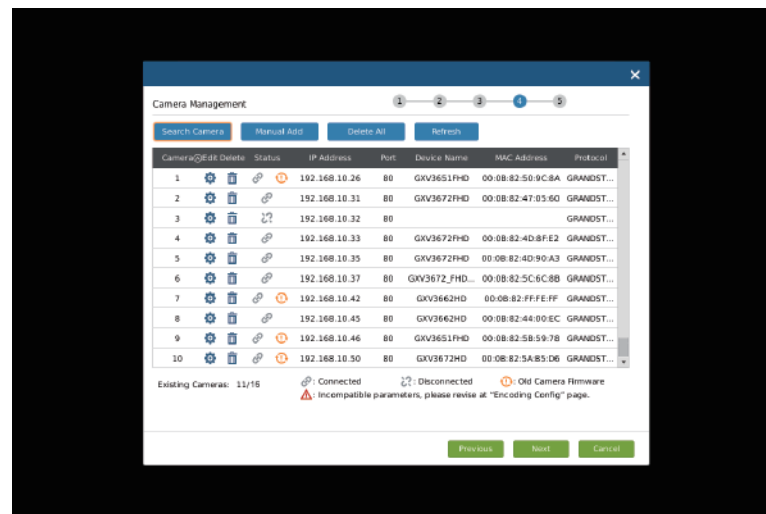 Camera Management 1 2 3 4 5
Search Camera Manual Add Delete All Refresh
Camera Edit Delete Status IP Address Port Device Name MAC Address Protocol
1 192.168.10.26 80 GXV3651FHD 00:0B:82:50:9C:8A GRANDST...
2 192.168.10.31 80 GXV3672FHD 00:0B:82:47:05:60 GRANDST...
3 192.168.10.32 80 GRANDST...
4 192.168.10.33 80 GXV3672FHD 00:0B:82:4D:8F:E2 GRANDST...
5 192.168.10.35 80 GXV3672FHD 00:0B:82:4D:90:A3 GRANDST...
6 192.168.10.37 80 GXV3672_FHD... 00:0B:82:5C:6C:8B GRANDST...
7 192.168.10.42 80 GXV3662HD 00:0B:82:FF:FE:FF GRANDST...
8 192.168.10.45 80 GXV3662HD 00:0B:82:44:00:EC GRANDST...
9 192.168.10.46 80 GXV3651FHD 00:0B:82:58:59:78 GRANDST...
10 192.168.10.50 80 GXV3672HD 00:0B:82:5A:85:D6 GRANDST...
Existing Cameras: 11/16 : Connected : Disconnected : Old Camera Firmware
: Incompatible parameters, please revise at "Encoding Config" page.
Previous Next Cancel